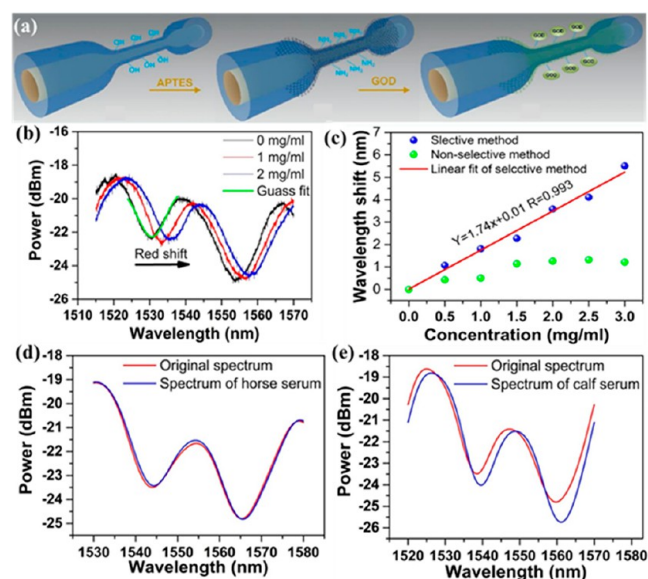 (a)
OH OH OH
OH OH OH
APTES
NH₂ NH₂ NH₂
NH₂ NH₂ NH₂
GOD
GOD GOD GOD
GOD GOD GOD
(b)
-16
-18
-20
-22
-24
-26
Power (dBm)
0 mg/ml
1 mg/ml
2 mg/ml
Guass fit
Red shift
1510 1520 1530 1540 1550 1560 1570
Wavelength (nm)
(c)
7
6
5
4
3
2
1
0
Wavelength shift (nm)
Slective method
Non-selective method
Linear fit of selcctive method
Y=1.74x+0.01 R=0.993
0.0 0.5 1.0 1.5 2.0 2.5 3.0
Concentration (mg/ml)
(d)
-18
-19
-20
-21
-22
-23
-24
-25
Power (dBm)
Original spectrum
Spectrum of horse serum
1530 1540 1550 1560 1570 1580
Wavelength (nm)
(e)
-18
-19
-20
-21
-22
-23
-24
-25
-26
Power (dBm)
Original spectrum
Spectrum of calf serum
1520 1530 1540 1550 1560 1570 1580
Wavelength (nm)